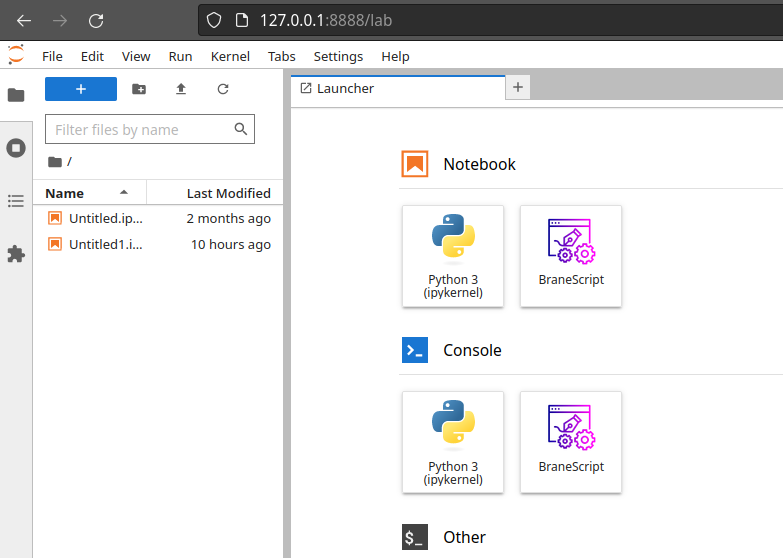 127.0.0.1:8888/lab
File Edit View Run Kernel Tabs Settings Help
+
Launcher +
Filter files by name
/
Name Last Modified
Untitled.ip... 2 months ago
Untitled1.i... 10 hours ago
Notebook
Python 3
(ipykernel)
BraneScript
Console
Python 3
(ipykernel)
BraneScript
$_ Other